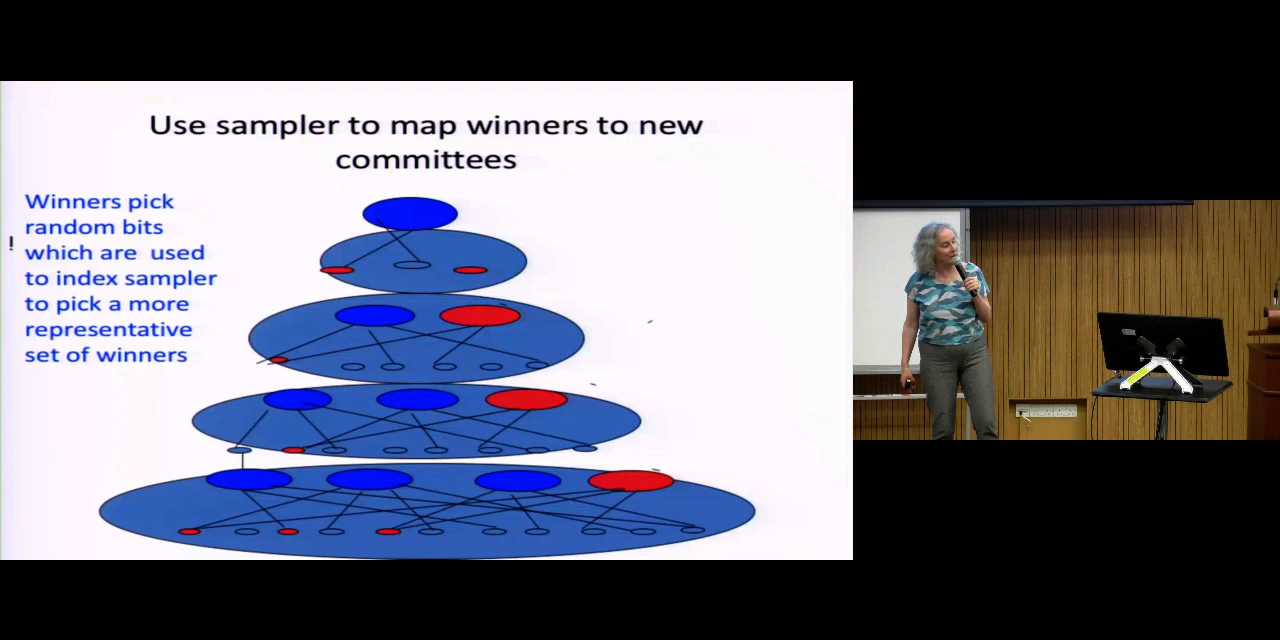 Use sampler to map winners to new
committees
Winners pick
random bits
!
which are used
to index sampler
to pick a more
representative
set of winners